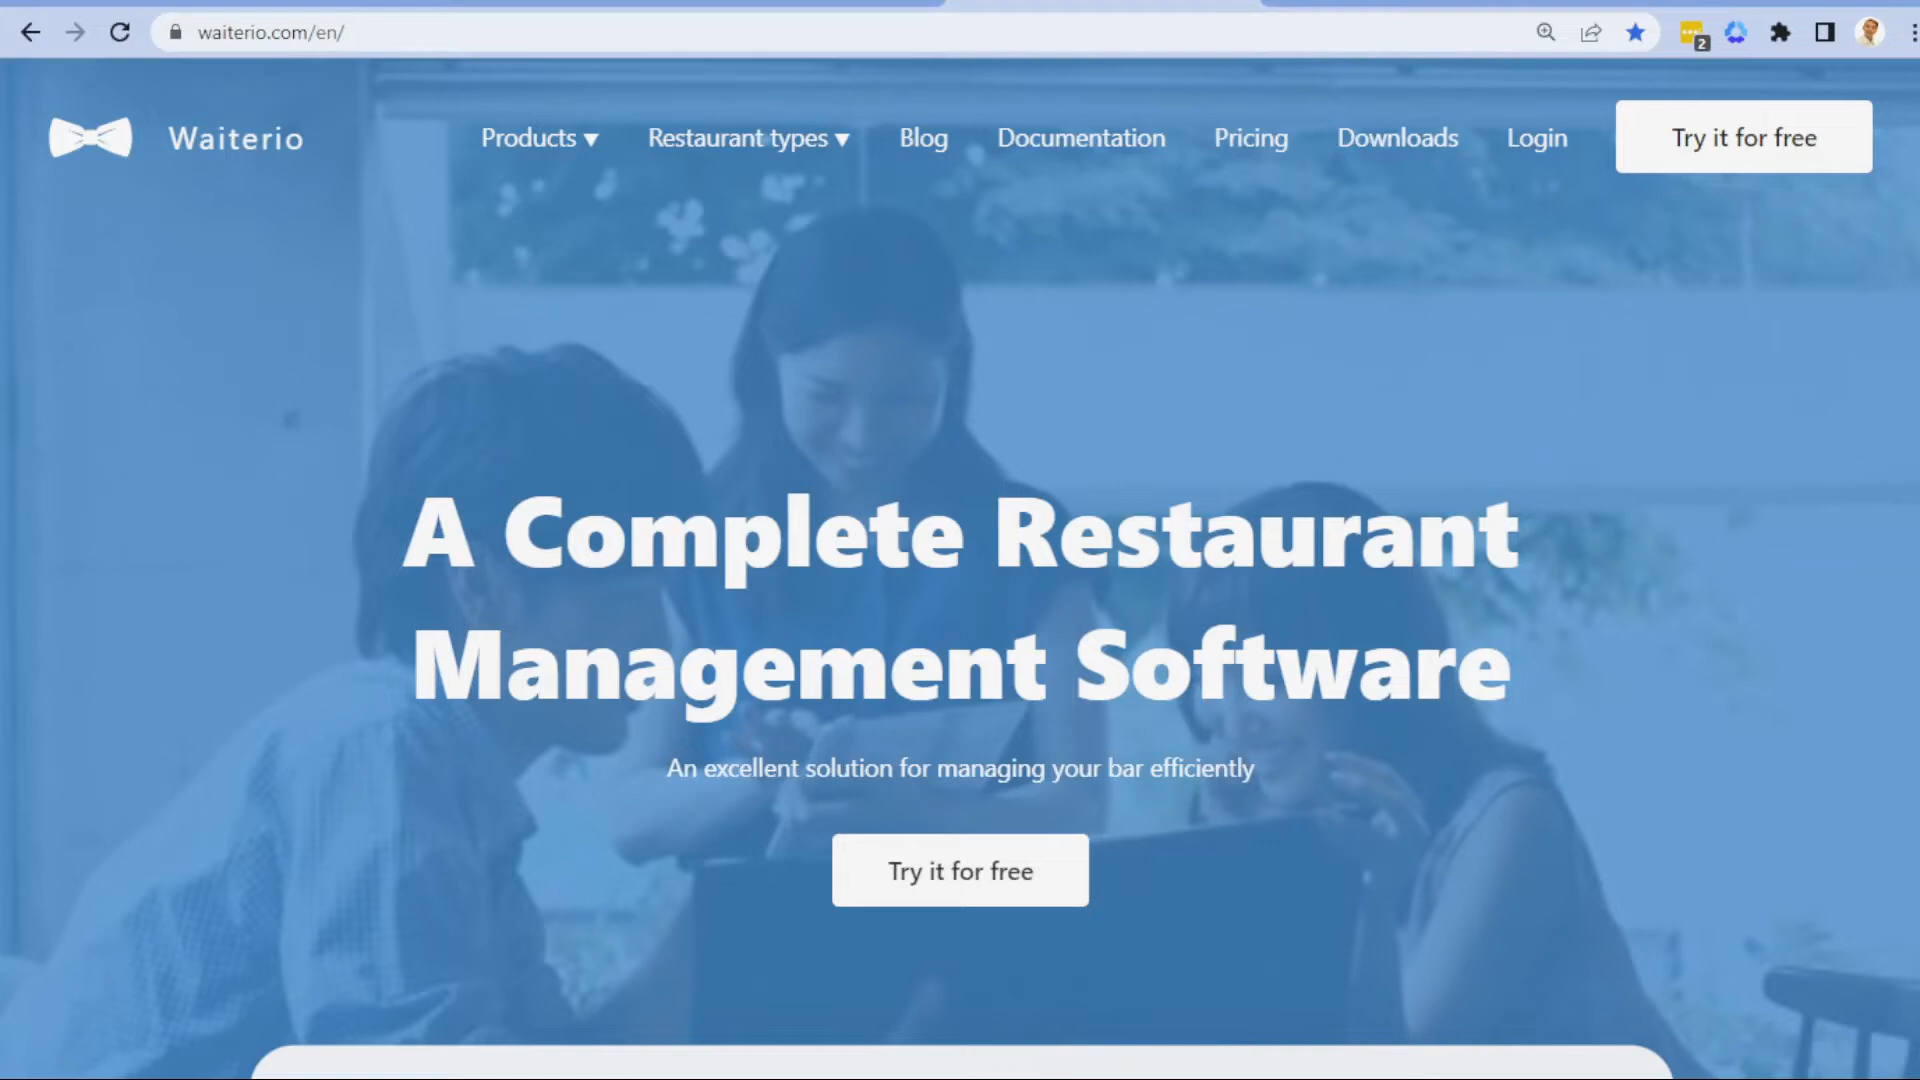 waiterio.com/en/
2
Waiterio
Products ▼
Restaurant types ▼
Blog
Documentation
Pricing
Downloads
Login
Try it for free
A Complete Restaurant
Management Software
An excellent solution for managing your bar efficiently
Try it for free